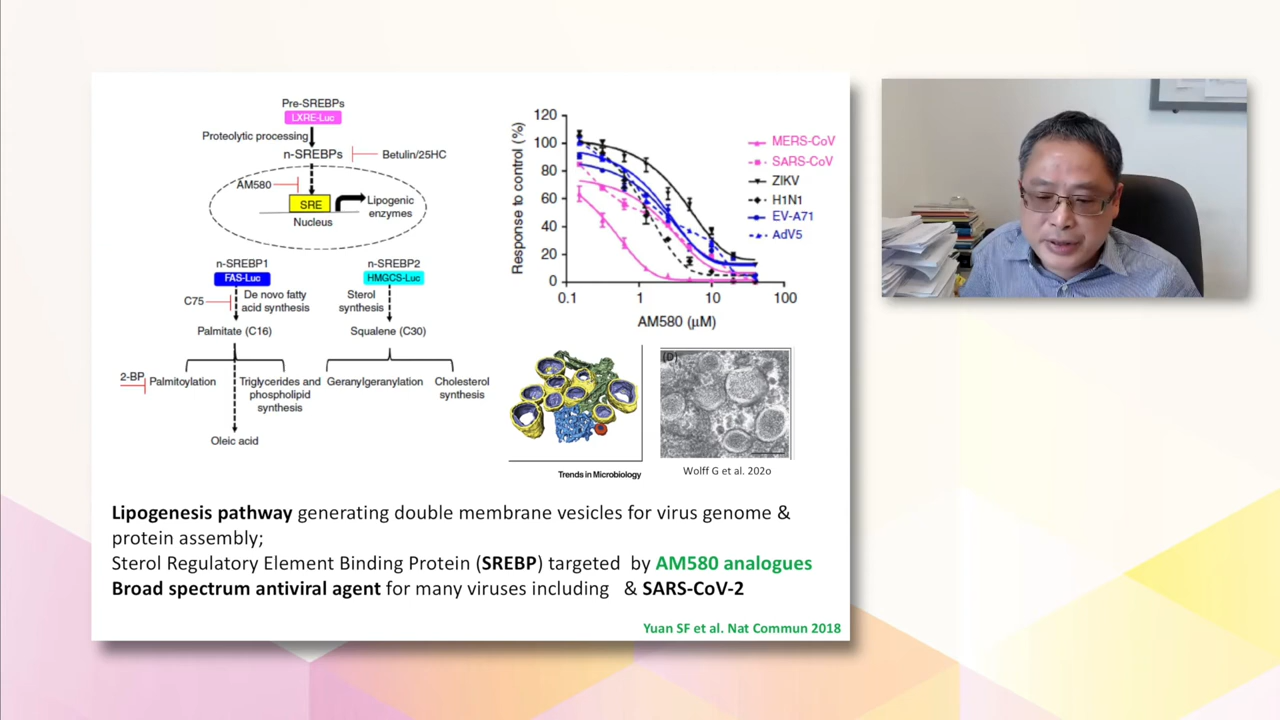 Pre-SREBPs
LXRE-Luc
Proteolytic processing
n-SREBPs
Betulin/25HC
AM580
SRE
Lipogenic
enzymes
Nucleus
n-SREBP1
FAS-Luc
n-SREBP2
HMGCS-Luc
C75
De novo fatty
acid synthesis
Sterol
synthesis
Palmitate (C16)
Squalene (C30)
2-BP
Palmitoylation
Triglycerides and
phospholipid
synthesis
Geranylgeranylation
Cholesterol
synthesis
Oleic acid
Response to control (%)
120
100
80
60
40
20
0
0.1
1
10
100
AM580 (μM)
MERS-CoV
SARS-CoV
ZIKV
H1N1
EV-A71
AdV5
(D)
Trends in Microbiology
Wolff G et al. 202o
Lipogenesis pathway generating double membrane vesicles for virus genome &
protein assembly;
Sterol Regulatory Element Binding Protein (SREBP) targeted by AM580 analogues
Broad spectrum antiviral agent for many viruses including & SARS-CoV-2
Yuan SF et al. Nat Commun 2018